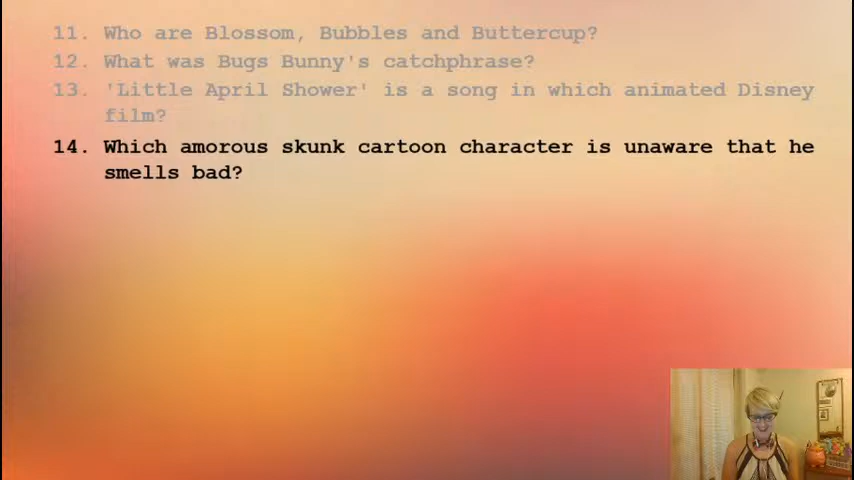 11. Who are Blossom, Bubbles and Buttercup?
12. What was Bugs Bunny's catchphrase?
13. 'Little April Shower' is a song in which animated Disney
film?
14. Which amorous skunk cartoon character is unaware that he
smells bad?